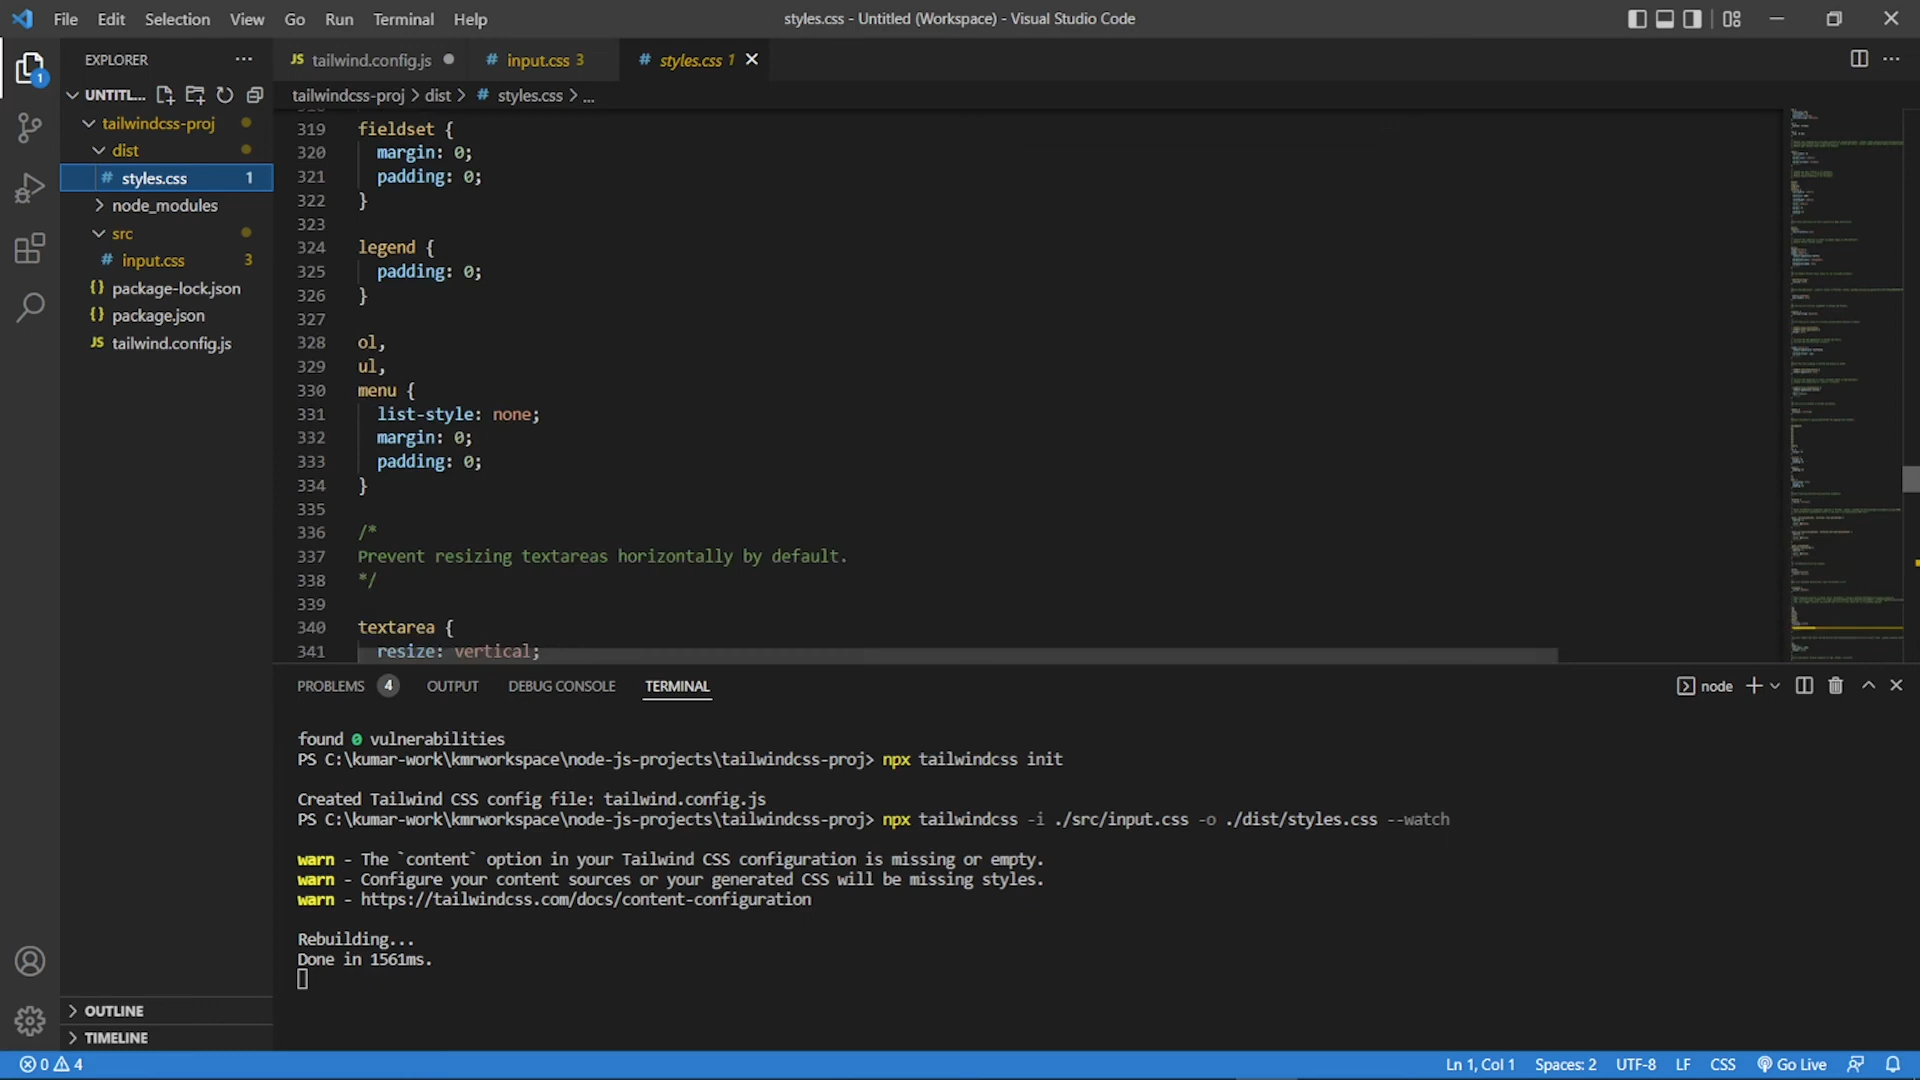 File Edit Selection View Go Run Terminal Help
styles.css - Untitled (Workspace) - Visual Studio Code
EXPLORER
JS tailwind.config.js
# input.css 3
# styles.css 1
1
UNTITL...
tailwindcss-proj > dist > # styles.css > ...
tailwindcss-proj
dist
# styles.css 1
node_modules
src
# input.css 3
{} package-lock.json
{} package.json
JS tailwind.config.js
319 fieldset {
320 margin: 0;
321 padding: 0;
322 }
323
324 legend {
325 padding: 0;
326 }
327
328 ol,
329 ul,
330 menu {
331 list-style: none;
332 margin: 0;
333 padding: 0;
334 }
335
336 /*
337 Prevent resizing textareas horizontally by default.
338 */
339
340 textarea {
341 resize: vertical;
PROBLEMS 4 OUTPUT DEBUG CONSOLE TERMINAL
node
found 0 vulnerabilities
PS C:\kumar-work\kmrworkspace\node-js-projects\tailwindcss-proj> npx tailwindcss init
Created Tailwind CSS config file: tailwind.config.js
PS C:\kumar-work\kmrworkspace\node-js-projects\tailwindcss-proj> npx tailwindcss -i ./src/input.css -o ./dist/styles.css --watch
warn - The `content` option in your Tailwind CSS configuration is missing or empty.
warn - Configure your content sources or your generated CSS will be missing styles.
warn - https://tailwindcss.com/docs/content-configuration
Rebuilding...
Done in 1561ms.
OUTLINE
TIMELINE
0 4
Ln 1, Col 1 Spaces: 2 UTF-8 LF CSS Go Live